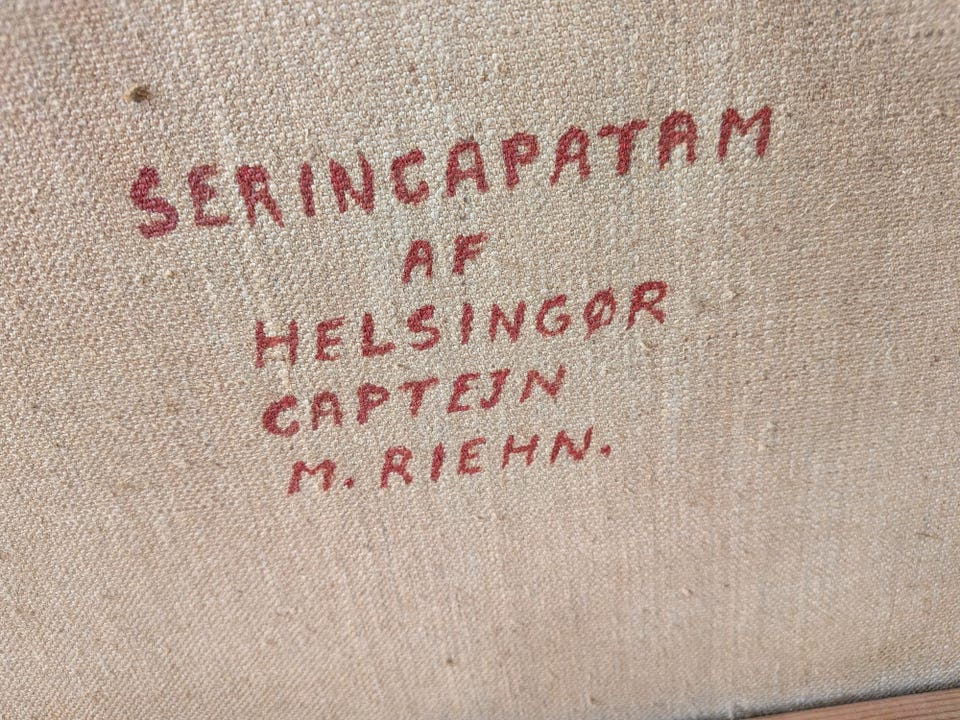 SERINCAPATAM
AF
HELSINGØR
CAPTEJN
M. RIEHN.